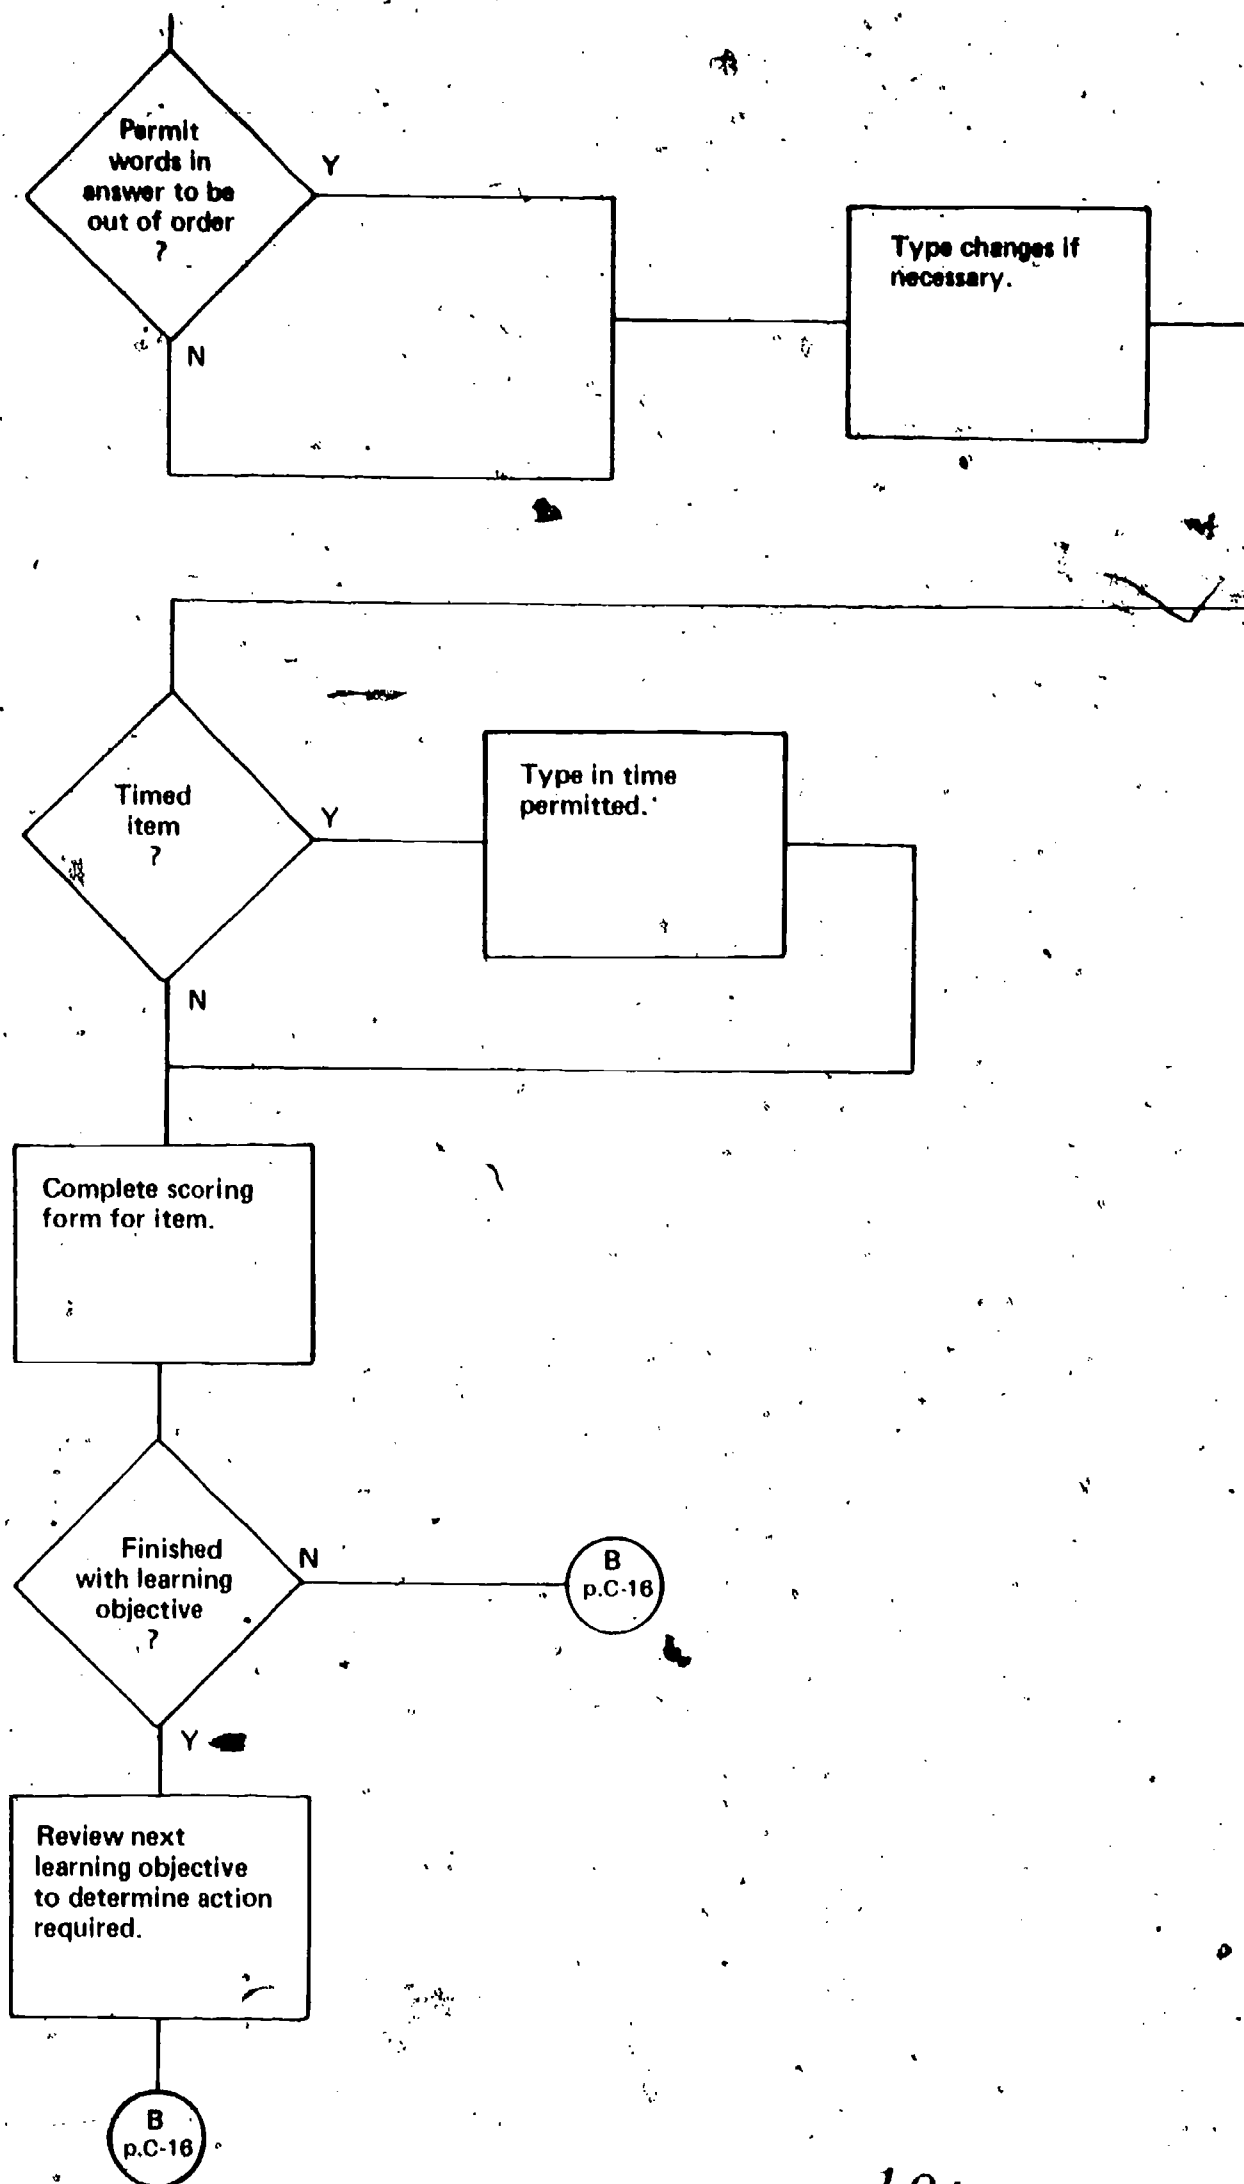 Permit
words in
answer to be
out of order
?
Y
N
Type changes if
necessary.
Timed
item
?
Y
N
Type in time
permitted.
Complete scoring
form for item.
Finished
with learning
objective
?
N
B
p.C-16
Y
Review next
learning objective
to determine action
required.
B
p.C-16